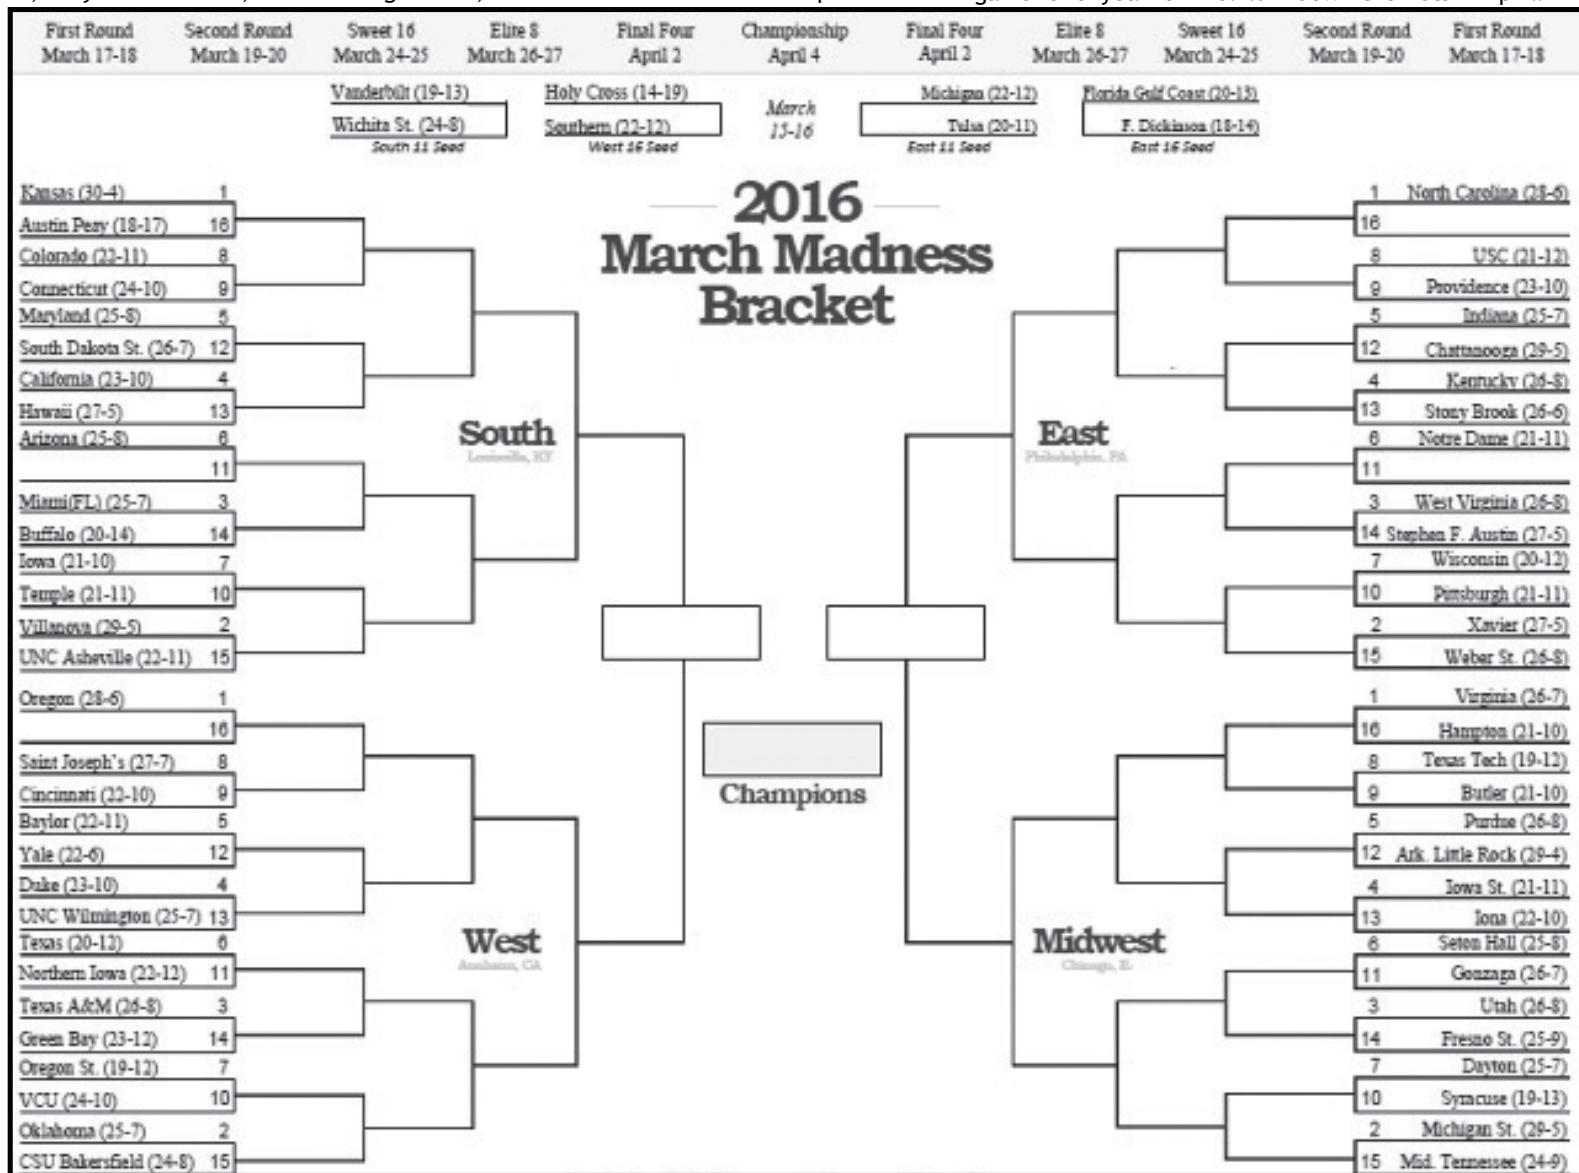 First Round Second Round Sweet 16 Elite 8 Final Four Championship Final Four Elite 8 Sweet 16 Second Round First Round
March 17-18 March 19-20 March 24-25 March 26-27 April 2 April 4 April 2 March 26-27 March 24-25 March 19-20 March 17-18
Vanderbilt (19-13) Holy Cross (14-19) Michigan (22-12) Florida Gulf Coast (20-13)
March
Wichita St. (24-8) Southern (22-12) 15-16 Tulsa (20-11) F. Dickinson (18-14)
South 11 Seed West 16 Seed East 11 Seed East 16 Seed
2016
March Madness
Bracket
Kansas (30-4) 1
Austin Peay (18-17) 16
Colorado (22-11) 8
Connecticut (24-10) 9
Maryland (25-8) 5
South Dakota St. (26-7) 12
California (23-10) 4
Hawaii (27-5) 13
Arizona (25-8) 6
11
Miami(FL) (25-7) 3
Buffalo (20-14) 14
Iowa (21-10) 7
Temple (21-11) 10
Villanova (29-5) 2
UNC Asheville (22-11) 15
South
Louisville, KY
Oregon (28-6) 1
16
Saint Joseph's (27-7) 8
Cincinnati (22-10) 9
Baylor (22-11) 5
Yale (22-6) 12
Duke (23-10) 4
UNC Wilmington (25-7) 13
Texas (20-12) 6
Northern Iowa (22-12) 11
Texas A&M (26-8) 3
Green Bay (23-12) 14
Oregon St. (19-12) 7
VCU (24-10) 10
Oklahoma (25-7) 2
CSU Bakersfield (24-8) 15
West
Anaheim, CA
Champions
1 North Carolina (28-6)
16
8 USC (21-12)
9 Providence (23-10)
5 Indiana (25-7)
12 Chattanooga (29-5)
4 Kentucky (26-8)
13 Stony Brook (26-6)
6 Notre Dame (21-11)
11
3 West Virginia (26-8)
14 Stephen F. Austin (27-5)
7 Wisconsin (20-12)
10 Pittsburgh (21-11)
2 Xavier (27-5)
15 Weber St. (26-8)
East
Philadelphia, PA
1 Virginia (26-7)
16 Hampton (21-10)
8 Texas Tech (19-12)
9 Butler (21-10)
5 Purdue (26-8)
12 Ark. Little Rock (29-4)
4 Iowa St. (21-11)
13 Iona (22-10)
6 Seton Hall (25-8)
11 Gonzaga (26-7)
3 Utah (26-8)
14 Fresno St. (25-9)
7 Dayton (25-7)
10 Syracuse (19-13)
2 Michigan St. (29-5)
15 Mid. Tennessee (24-9)
Midwest
Chicago, IL